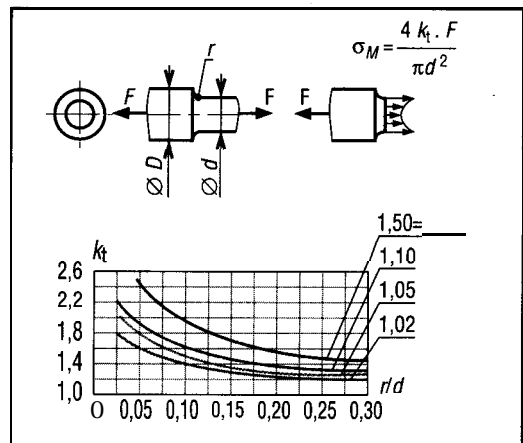 σM = 4 kt . F / πd²
r
F F F F
Ø D
Ø d
1,50=
1,10
1,05
1,02
kt
2,6
2,2
1,8
1,4
1,0
0 0,05 0,10 0,15 0,20 0,25 0,30
r/d